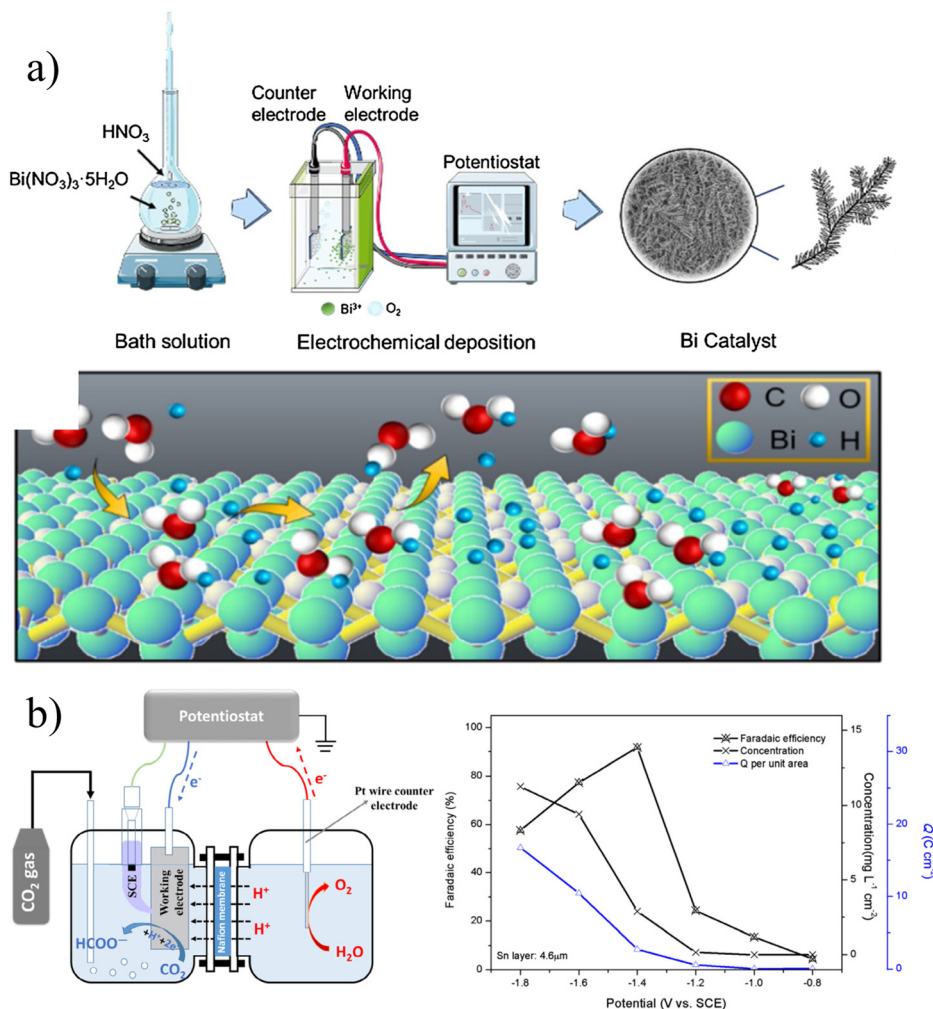 a)
HNO3
Bi(NO3)3·5H2O
Counter electrode
Working electrode
Potentiostat
Bi3+
O2
Bath solution
Electrochemical deposition
Bi Catalyst
C
O
Bi
H
b)
Potentiostat
e-
e-
Pt wire counter
electrode
CO2 gas
SCE
Working
electrode
Nafion membrane
H+
H+
O2
H2O
HCOO−
+H++2e-
CO2
100
80
60
40
20
0
Faradaic efficiency (%)
Faradaic efficiency
Concentration
Q per unit area
Sn layer: 4.6μm
-1.8
-1.6
-1.4
-1.2
-1.0
-0.8
Potential (V vs. SCE)
15
10
5
0
Concentration(mg L-1 cm-2)
30
20
10
0
Q (C cm-2)